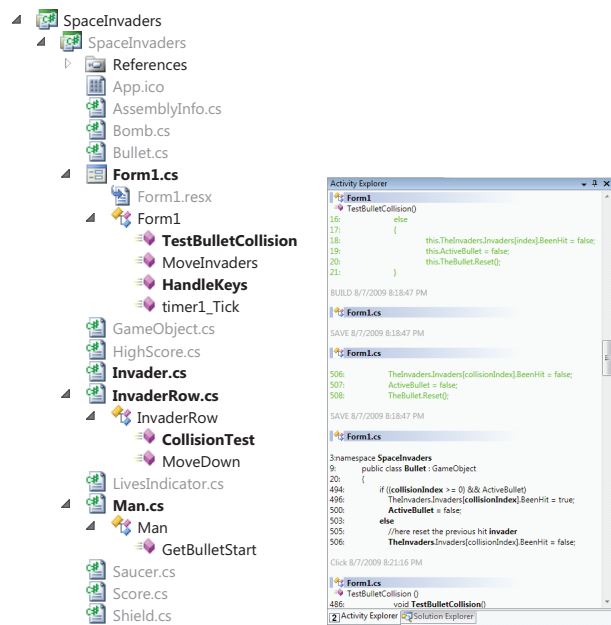 SpaceInvaders
SpaceInvaders
References
App.ico
AssemblyInfo.cs
Bomb.cs
Bullet.cs
Form1.cs
Form1.resx
Form1
TestBulletCollision
MoveInvaders
HandleKeys
timer1_Tick
GameObject.cs
HighScore.cs
Invader.cs
InvaderRow.cs
InvaderRow
CollisionTest
MoveDown
LivesIndicator.cs
Man.cs
Man
GetBulletStart
Saucer.cs
Score.cs
Shield.cs
Activity Explorer
Form1
TestBulletCollision()
16: else
17: {
18: this.TheInvaders.Invaders[index].BeenHit = false;
19: this.ActiveBullet = false;
20: this.TheBullet.Reset();
21: }
BUILD 8/7/2009 8:18:47 PM
Form1.cs
SAVE 8/7/2009 8:18:47 PM
Form1.cs
506: TheInvaders.Invaders[collisionIndex].BeenHit = false;
507: ActiveBullet = false;
508: TheBullet.Reset();
SAVE 8/7/2009 8:18:47 PM
Form1.cs
3:namespace SpaceInvaders
9: public class Bullet : GameObject
20: {
494: if ((collisionIndex >= 0) && ActiveBullet)
496: TheInvaders.Invaders[collisionIndex].BeenHit = true;
500: ActiveBullet = false;
503: else
505: //here reset the previous hit invader
506: TheInvaders.Invaders[collisionIndex].BeenHit = false;
Click 8/7/2009 8:21:16 PM
Form1.cs
TestBulletCollision ()
486: void TestBulletCollision()
2 Activity Explorer Solution Explorer